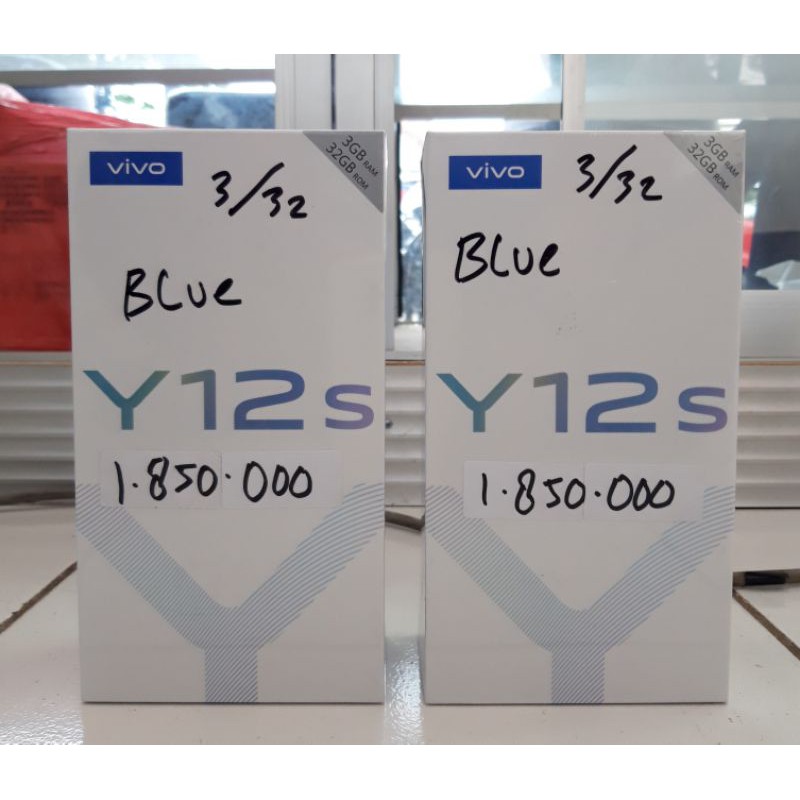 vivo
3GB RAM
32GB ROM
3/32
BLue
Y12s
1.850.000
vivo
3GB RAM
32GB ROM
3/32
BLue
Y12s
1.850.000